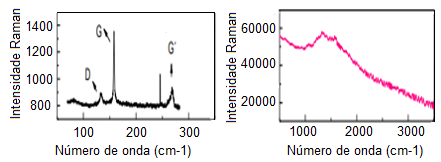 Intensidade Raman
1400
1200
1000
800
G
D
G´
100
200
300
Número de onda (cm-1)
Intensidade Raman
60000
40000
20000
1000
2000
3000
Número de onda (cm-1)